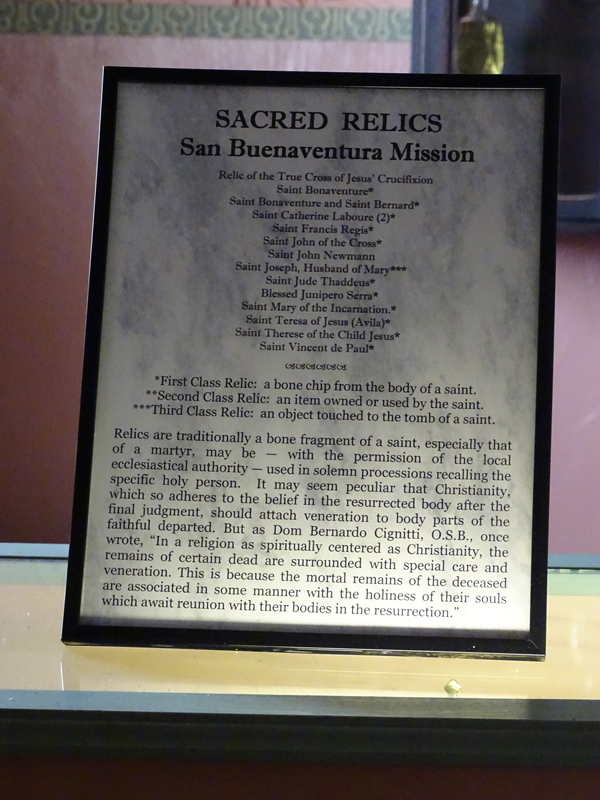 SACRED RELICS
San Buenaventura Mission
Relic of the True Cross of Jesus' Crucifixion
Saint Bonaventure*
Saint Bonaventure and Saint Bernard*
Saint Catherine Laboure (2)*
Saint Francis Regis*
Saint John of the Cross*
Saint John Newmann
Saint Joseph, Husband of Mary***
Saint Jude Thaddeus*
Blessed Junipero Serra*
Saint Mary of the Incarnation.*
Saint Teresa of Jesus (Avila)*
Saint Therese of the Child Jesus*
Saint Vincent de Paul*
*First Class Relic: a bone chip from the body of a saint.
**Second Class Relic: an item owned or used by the saint.
***Third Class Relic: an object touched to the tomb of a saint.
Relics are traditionally a bone fragment of a saint, especially that
of a martyr, may be — with the permission of the local
ecclesiastical authority — used in solemn processions recalling the
specific holy person. It may seem peculiar that Christianity,
which so adheres to the belief in the resurrected body after the
final judgment, should attach veneration to body parts of the
faithful departed. But as Dom Bernardo Cignitti, O.S.B., once
wrote, "In a religion as spiritually centered as Christianity, the
remains of certain dead are surrounded with special care and
veneration. This is because the mortal remains of the deceased
are associated in some manner with the holiness of their souls
which await reunion with their bodies in the resurrection."